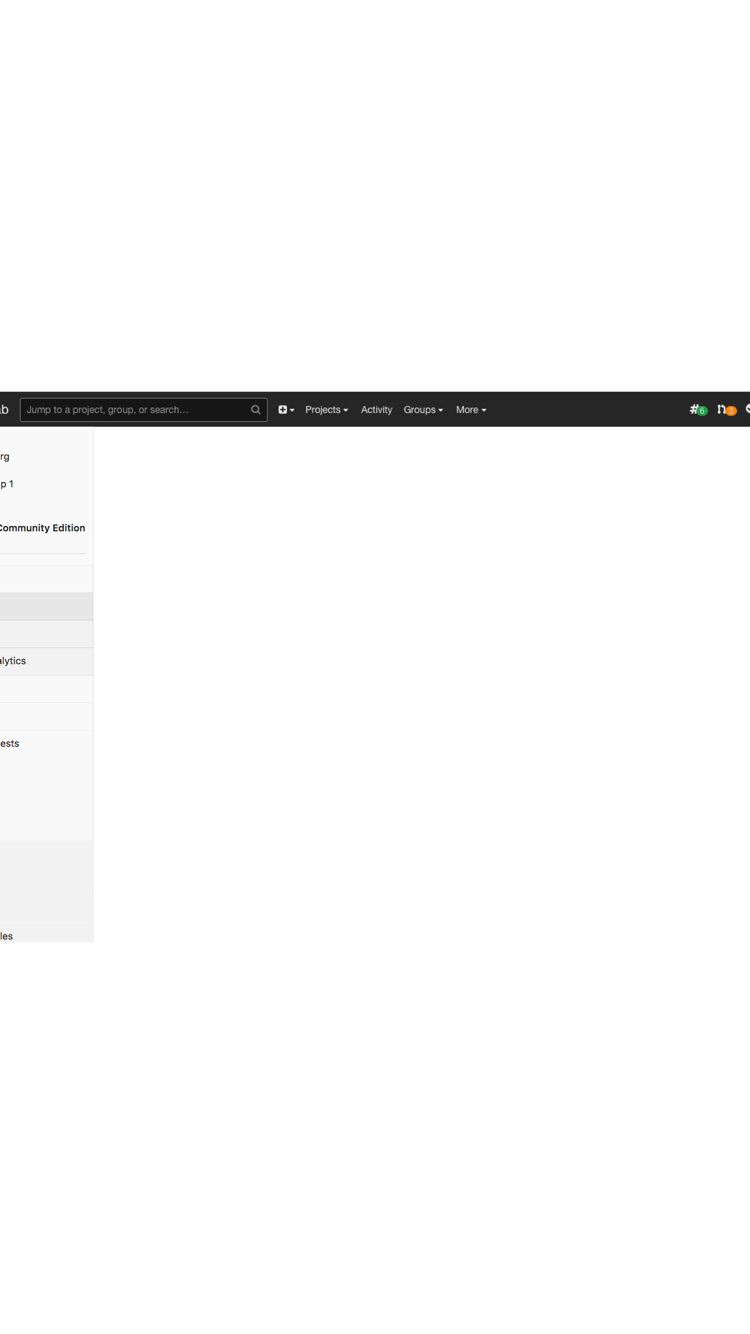 ab Jump to a project, group, or search... Projects Activity Groups More 6 3
rg
p 1
Community Edition
alytics
ests
les